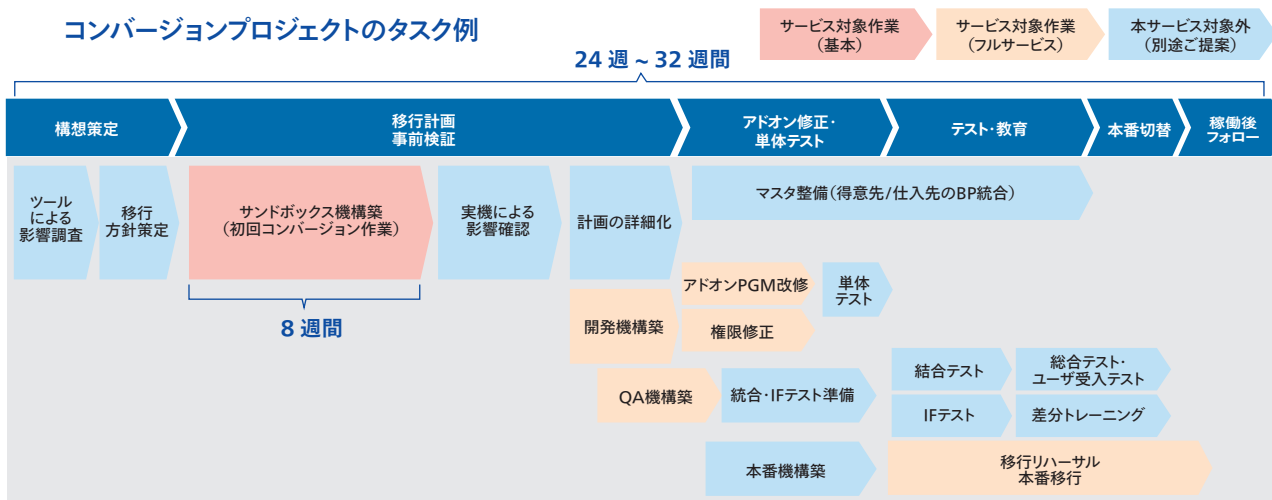 コンバージョンプロジェクトのタスク例
サービス対象作業
(基本)
サービス対象作業
(フルサービス)
本サービス対象外
(別途ご提案)
24 週 ~ 32 週間
構想策定
移行計画
事前検証
アドオン修正・
単体テスト
テスト・教育
本番切替
稼働後
フォロー
ツール
による
影響調査
移行
方針策定
サンドボックス機構築
(初回コンバージョン作業)
実機による
影響確認
計画の詳細化
マスタ整備(得意先/仕入先のBP統合)
8 週間
開発機構築
アドオンPGM改修
単体
テスト
権限修正
QA機構築
統合・IFテスト準備
結合テスト
総合テスト・
ユーザ受入テスト
IFテスト
差分トレーニング
本番機構築
移行リハーサル
本番移行